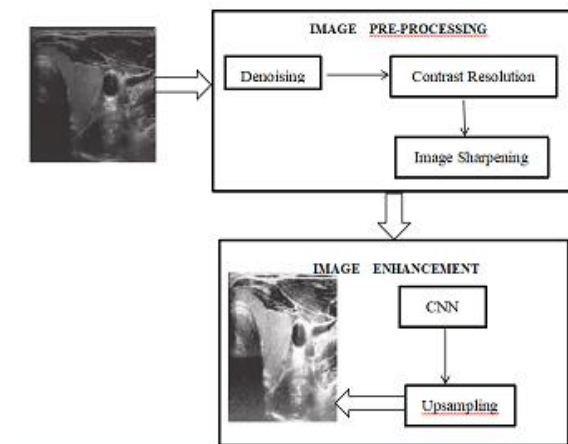 IMAGE PRE-PROCESSING
Denoising
Contrast Resolution
Image Sharpening
IMAGE ENHANCEMENT
CNN
Upsampling